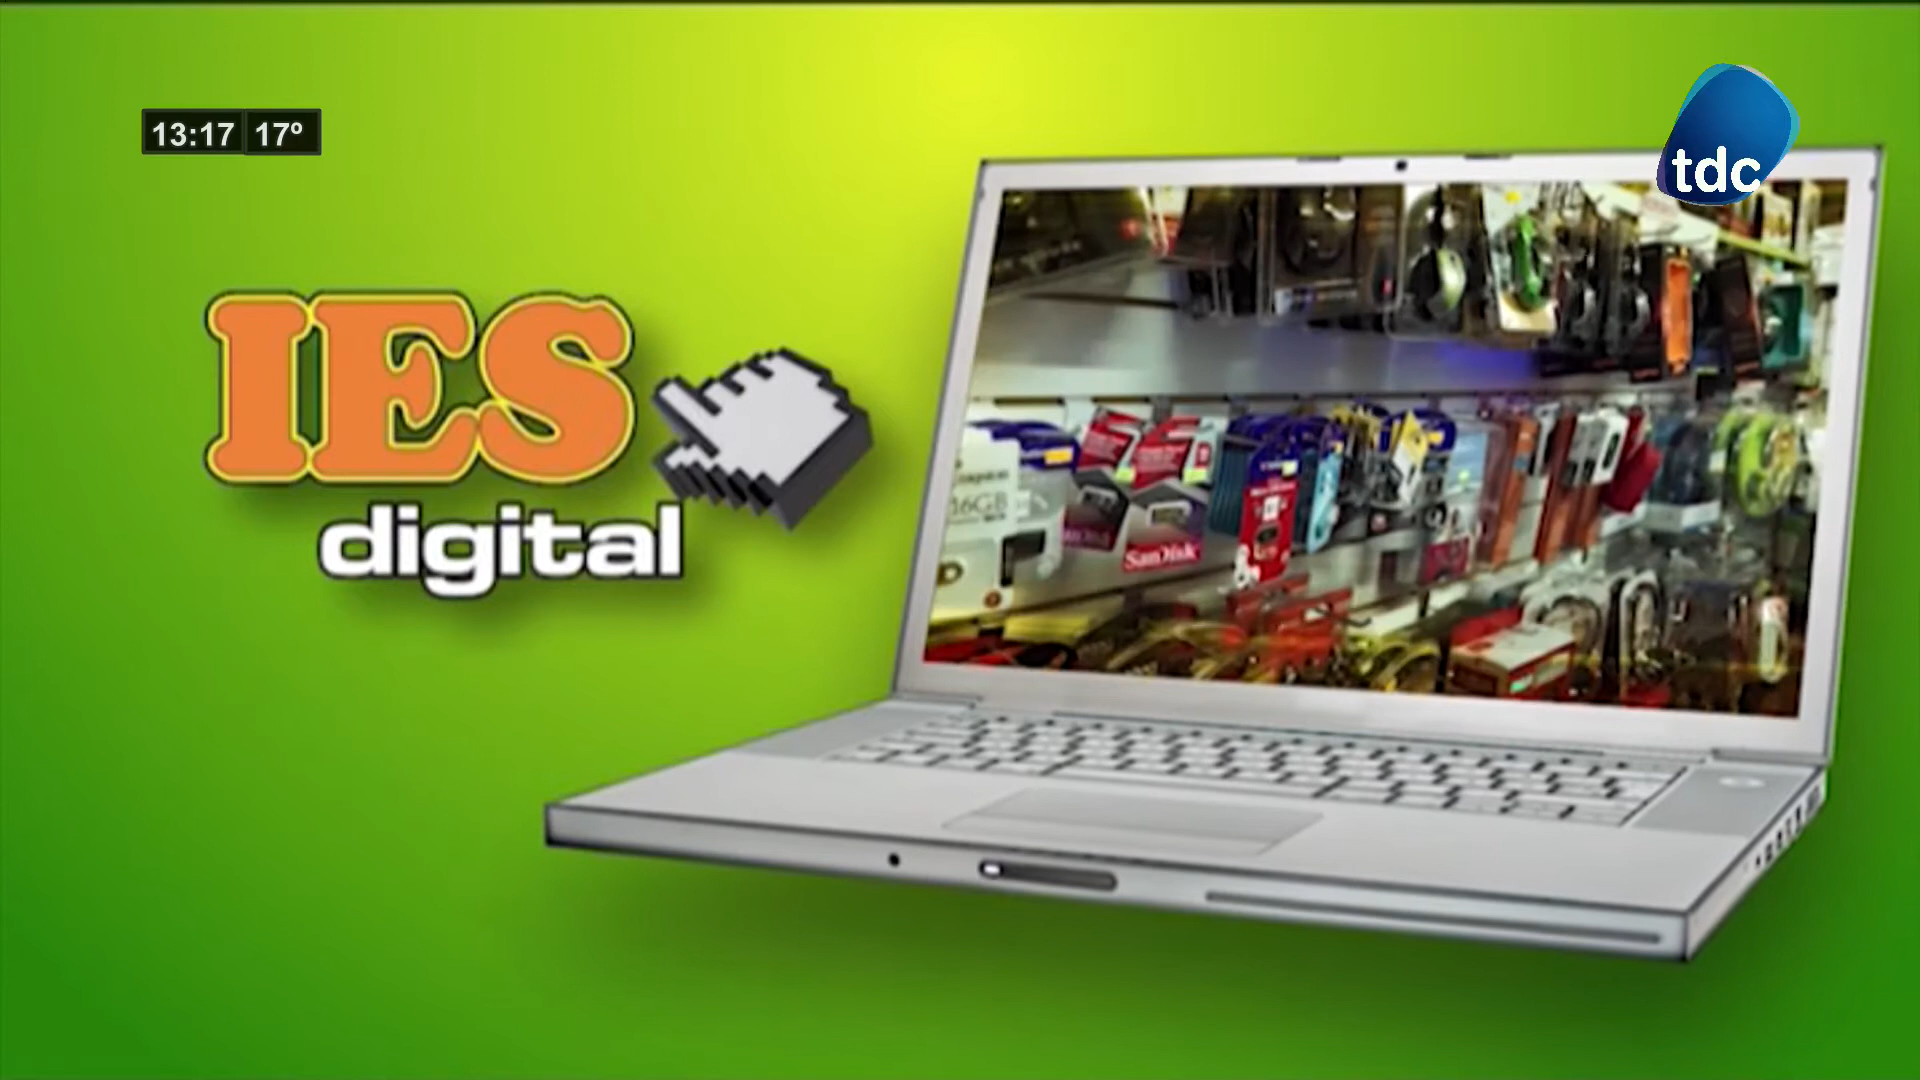 13:17 17º
tdc
IES
digital
16GB
SanDisk